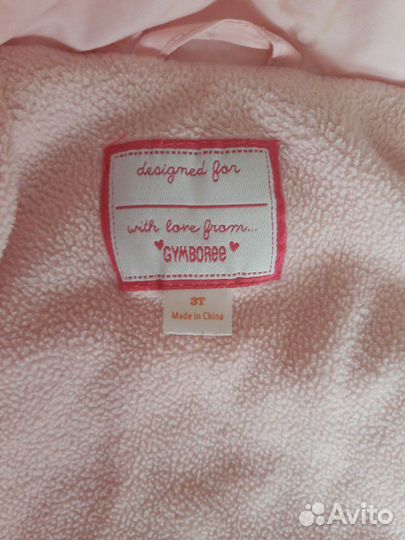 designed for
with love from...
GYMBOREE
3T
Made in China
Avito